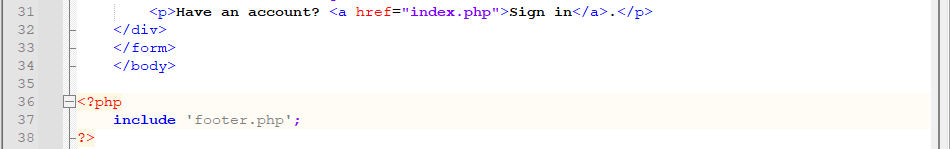 31 <p>Have an account? <a href="index.php">Sign in</a>.</p>
32 </div>
33 </form>
34 </body>
35
36 <?php
37 include 'footer.php';
38 ?>